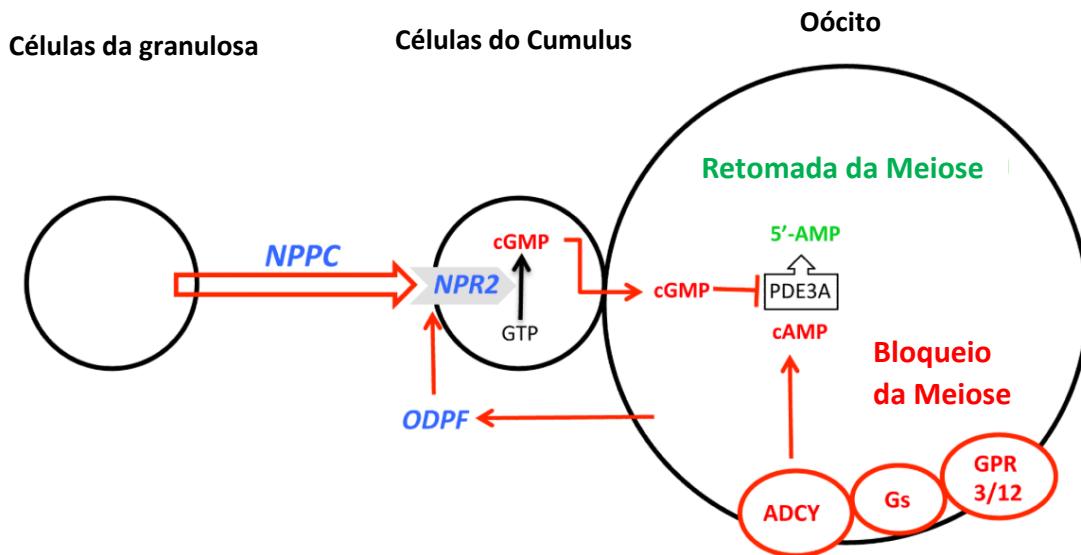 Células da granulosa
Células do Cumulus
Oócito
Retomada da Meiose
NPPC
NPR2
cGMP
GTP
cGMP
5’-AMP
PDE3A
cAMP
Bloqueio
da Meiose
ODPF
ADCY
Gs
GPR
3/12